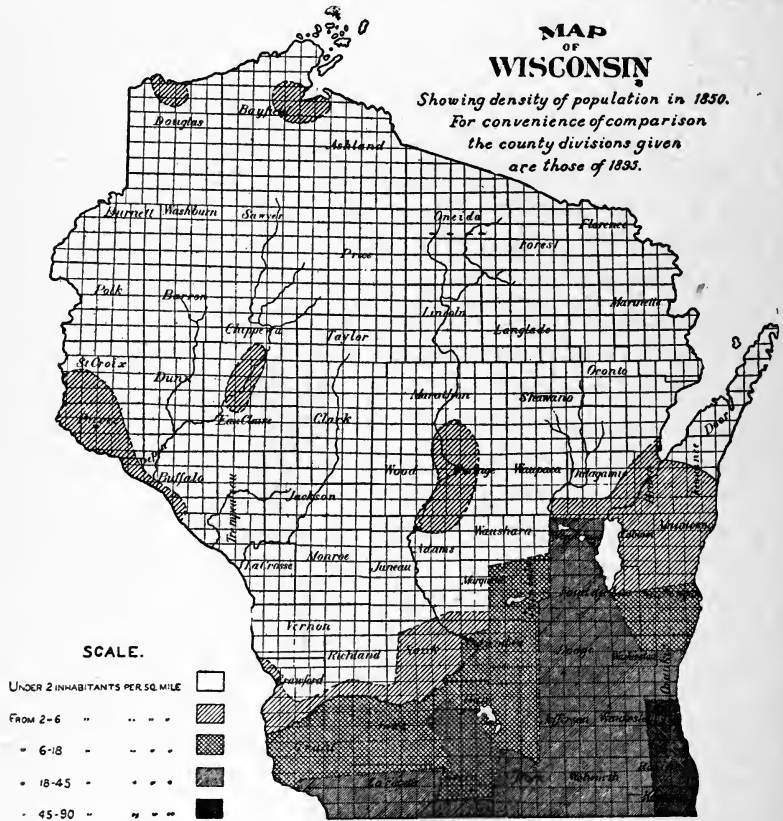 MAP
OF
WISCONSIN
Showing density of population in 1850.
For convenience of comparison
the county divisions given
are those of 1895.
Douglas
Ashland
Burnett Washburn Sawyer
Oneida
Florence
Forest
Price
Polk
Barron
Lincoln
Marinette
Chippewa
Taylor
Langlade
St Croix
Oconto
Dunn
Marathon
Shawano
Eau Claire
Clark
Door
Wood
Portage
Waupaca
Outagamie
Buffalo
Jackson
Trempealeau
Waushara
Adams
Monroe
Juneau
La Crosse
Marquette
Vernon
Dodge
Richland
Sauk
Crawford
Jefferson
Grant
Walworth
SCALE.
UNDER 2 INHABITANTS PER SQ. MILE
FROM 2-6 " " " "
" 6-18 " " " "
" 18-45 " " " "
" 45-90 " " " "